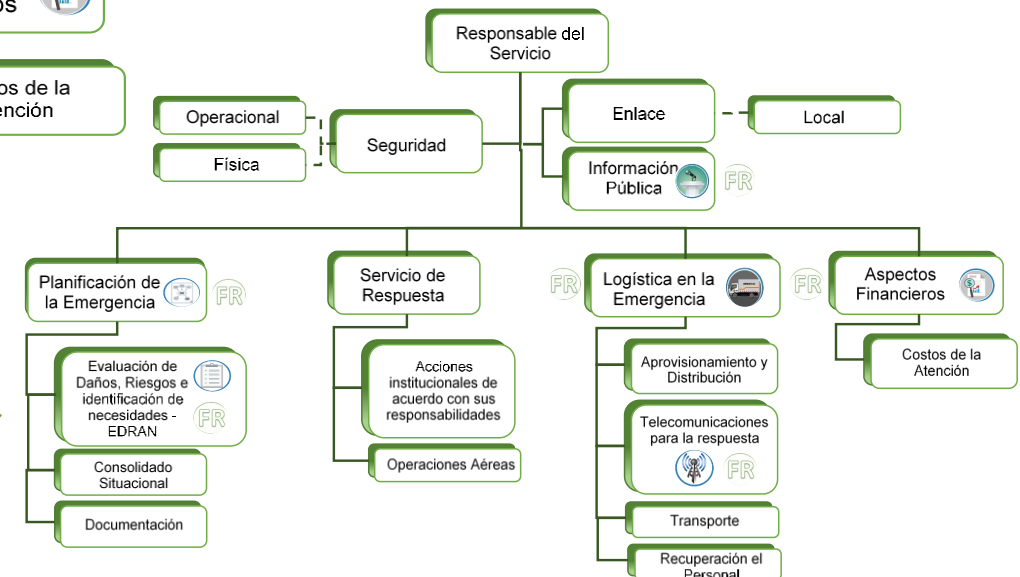 os
os de la
ención
Responsable del
Servicio
Operacional
Física
Seguridad
Enlace
Local
Información
Pública
FR
Planificación de
la Emergencia
FR
Evaluación de
Daños, Riesgos e
identificación de
necesidades -
EDRAN
FR
Consolidado
Situacional
Documentación
Servicio de
Respuesta
Acciones
institucionales de
acuerdo con sus
responsabilidades
Operaciones Aéreas
FR
Logística en la
Emergencia
Aprovisionamiento y
Distribución
Telecomunicaciones
para la respuesta
FR
Transporte
Recuperación el
Personal
FR
Aspectos
Financieros
Costos de la
Atención